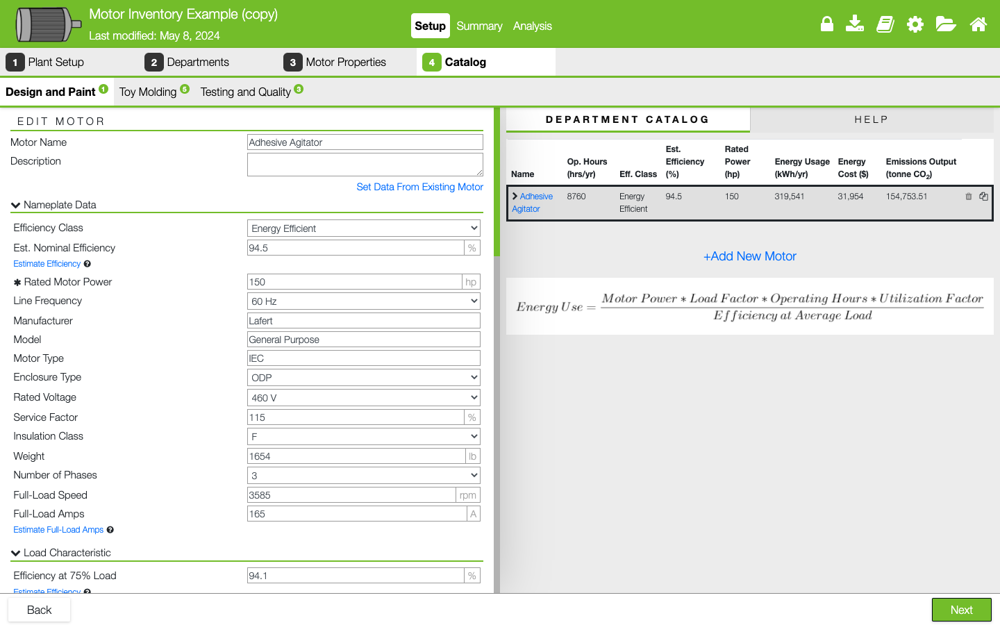 Motor Inventory Example (copy)
Last modified: May 8, 2024
Setup Summary Analysis
1 Plant Setup 2 Departments 3 Motor Properties 4 Catalog
Design and Paint 1 Toy Molding 5 Testing and Quality 3
EDIT MOTOR
Motor Name Adhesive Agitator
Description
Set Data From Existing Motor
Nameplate Data
Efficiency Class Energy Efficient
Est. Nominal Efficiency 94.5 %
Estimate Efficiency ?
✱ Rated Motor Power 150 hp
Line Frequency 60 Hz
Manufacturer Lafert
Model General Purpose
Motor Type IEC
Enclosure Type ODP
Rated Voltage 460 V
Service Factor 115 %
Insulation Class F
Weight 1654 lb
Number of Phases 3
Full-Load Speed 3585 rpm
Full-Load Amps 165 A
Estimate Full-Load Amps ?
Load Characteristic
Efficiency at 75% Load 94.1 %
Estimate Efficiency ?
DEPARTMENT CATALOG HELP
Name Op. Hours (hrs/yr) Eff. Class Est. Efficiency (%) Rated Power (hp) Energy Usage (kWh/yr) Energy Cost ($) Emissions Output (tonne CO2)
Adhesive Agitator 8760 Energy Efficient 94.5 150 319,541 31,954 154,753.51
+Add New Motor
Energy Use = Motor Power * Load Factor * Operating Hours * Utilization Factor
Efficiency at Average Load
Back Next